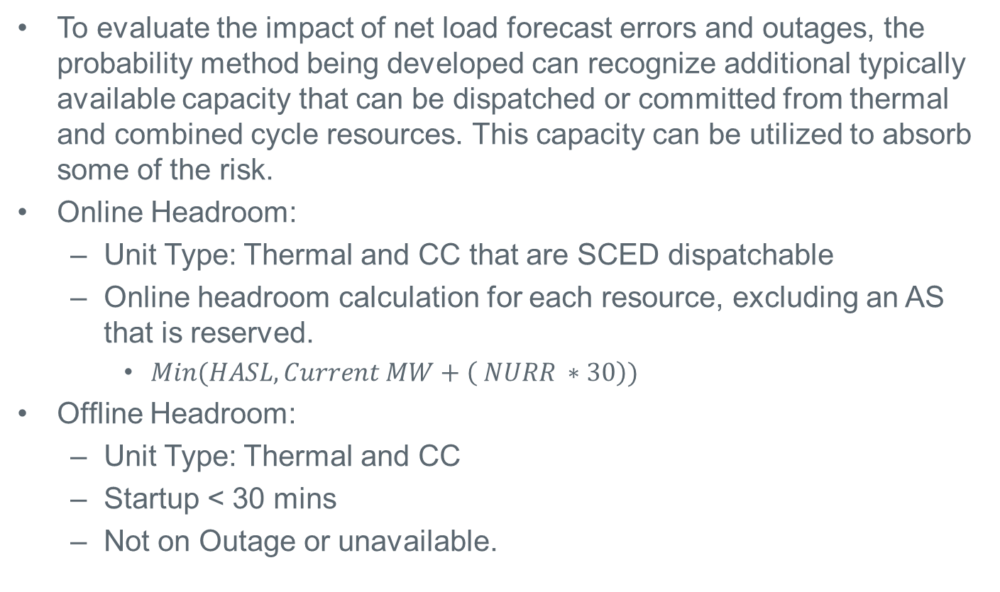 • To evaluate the impact of net load forecast errors and outages, the
probability method being developed can recognize additional typically
available capacity that can be dispatched or committed from thermal
and combined cycle resources. This capacity can be utilized to absorb
some of the risk.
• Online Headroom:
– Unit Type: Thermal and CC that are SCED dispatchable
– Online headroom calculation for each resource, excluding an AS
that is reserved.
• Min(HASL, Current MW + ( NURR * 30))
• Offline Headroom:
– Unit Type: Thermal and CC
– Startup < 30 mins
– Not on Outage or unavailable.